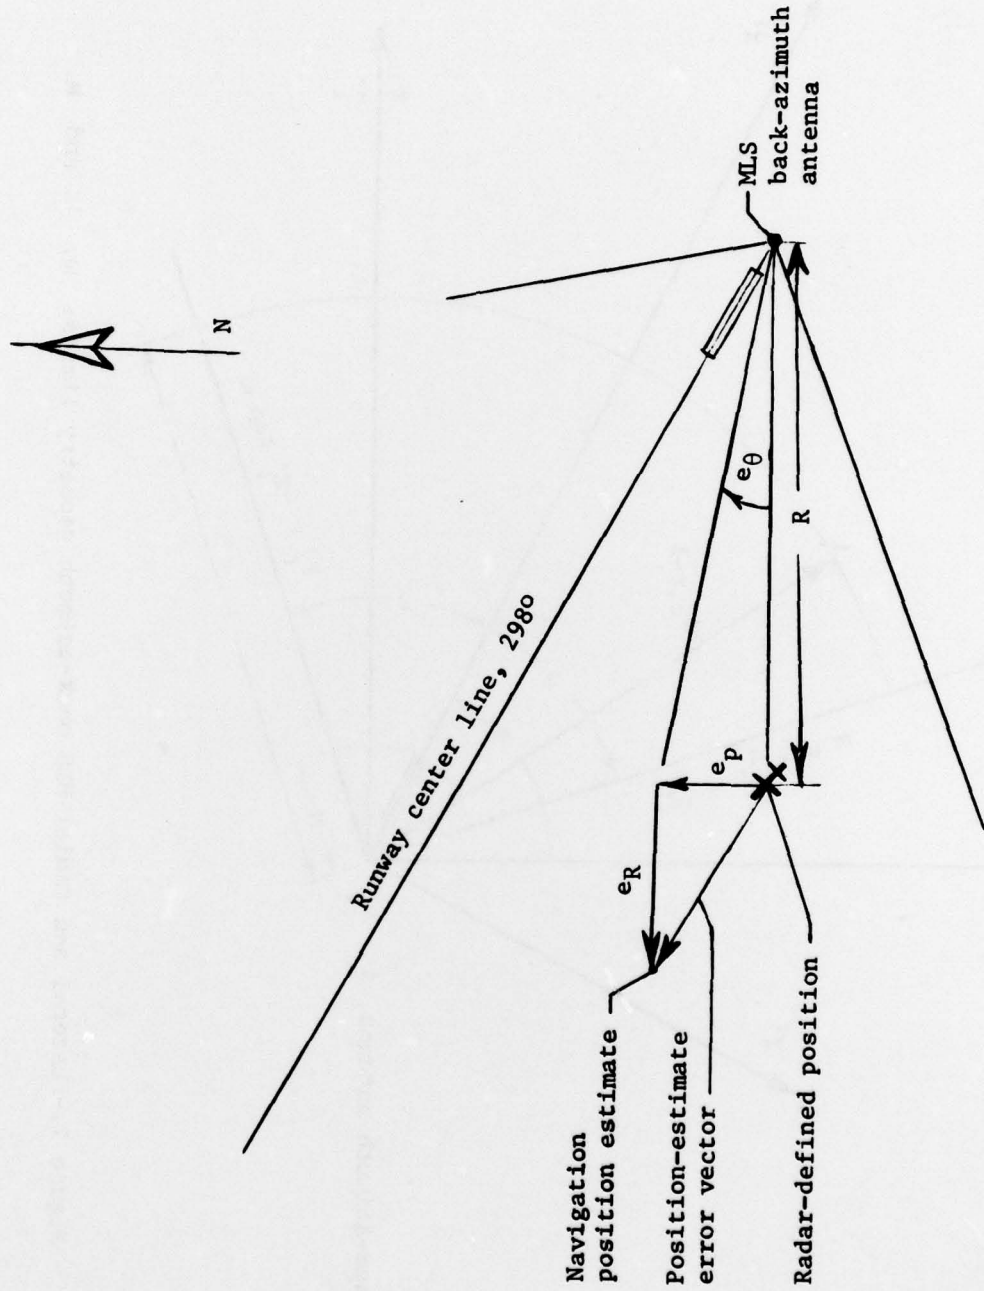 N
MLS
back-azimuth
antenna
Runway center line, 298º
e_θ
R
e_p
e_R
Navigation
position estimate
Position-estimate
error vector
Radar-defined position